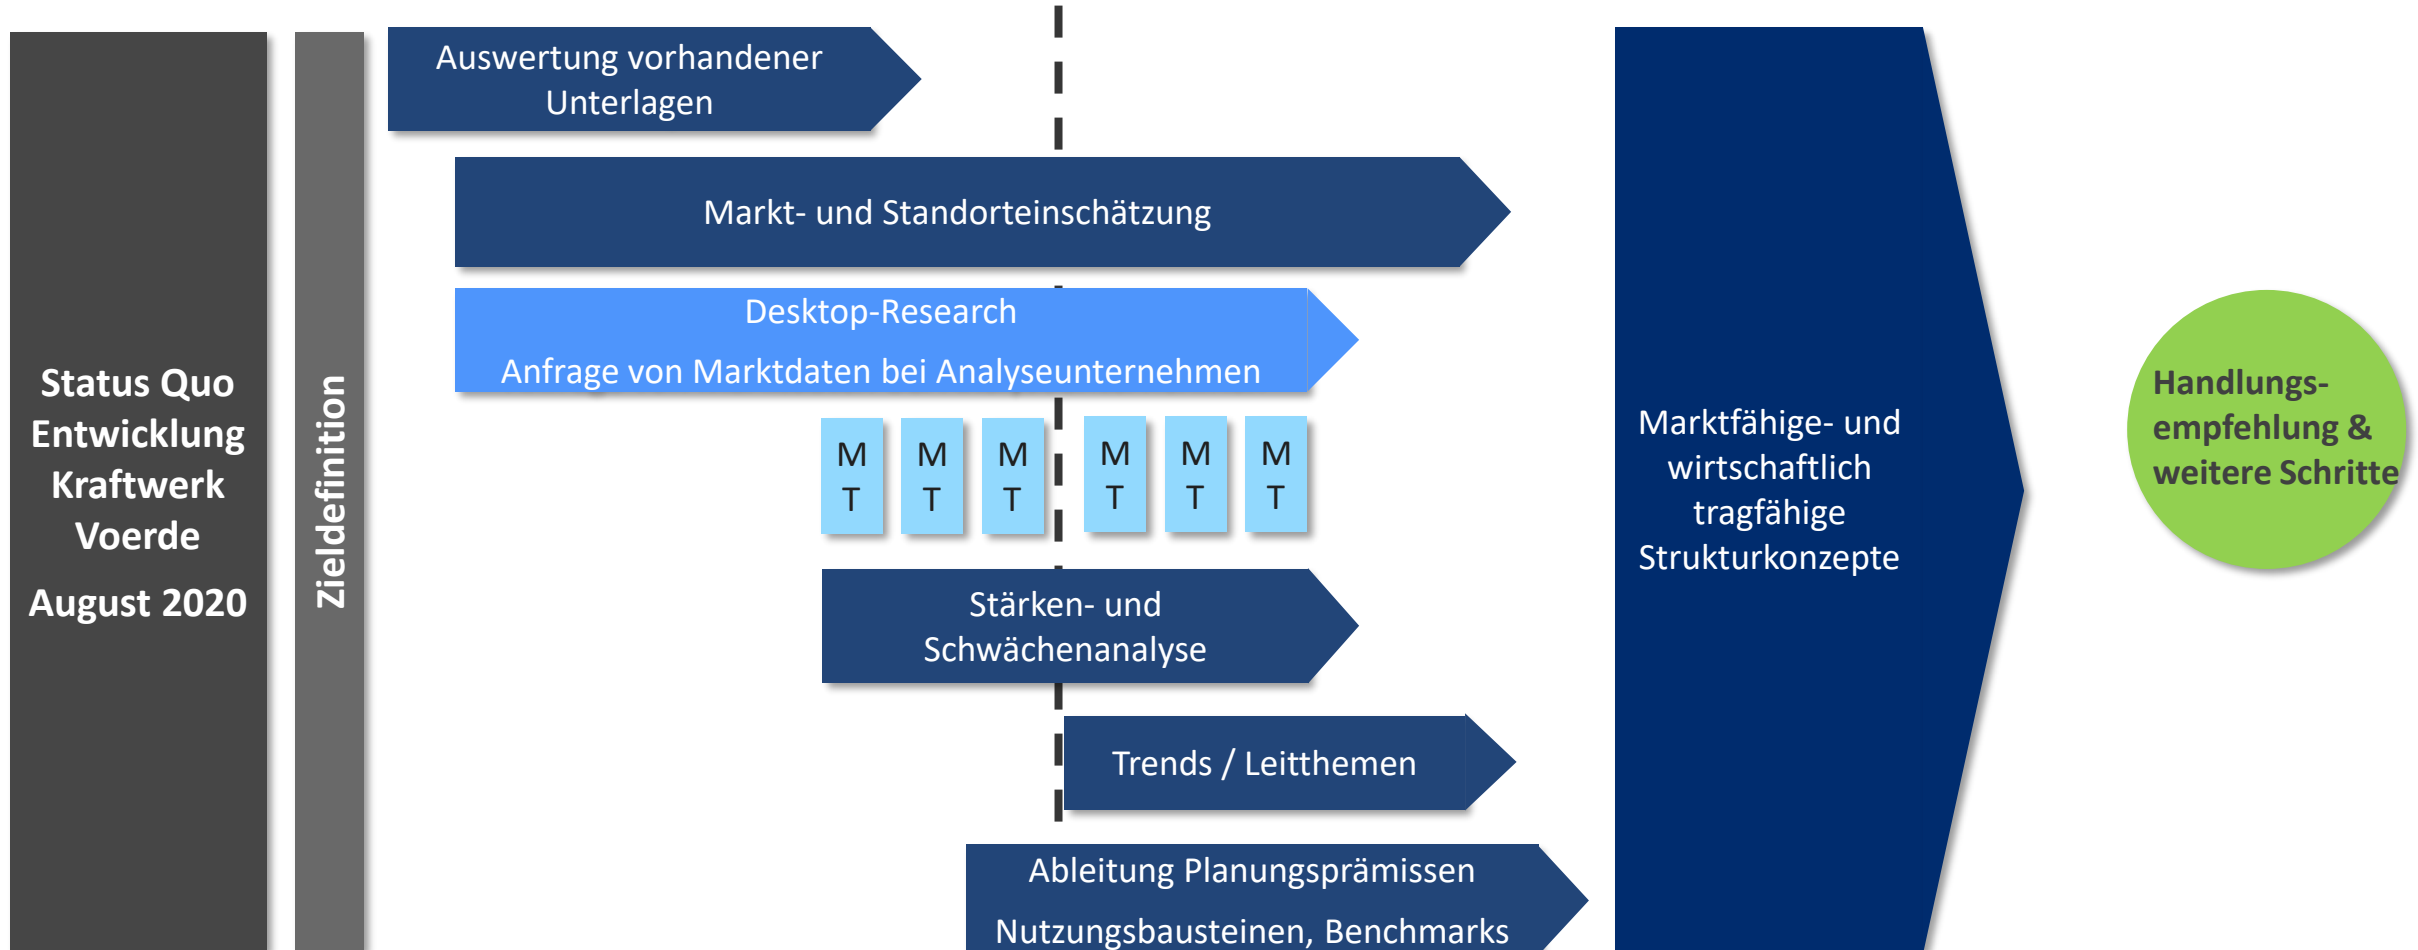 Status Quo
Entwicklung
Kraftwerk
Voerde
August 2020
Zieldefinition
Auswertung vorhandener
Unterlagen
Markt- und Standorteinschätzung
Desktop-Research
Anfrage von Marktdaten bei Analyseunternehmen
M
T
M
T
M
T
M
T
M
T
M
T
Stärken- und
Schwächenanalyse
Trends / Leitthemen
Ableitung Planungsprämissen
Nutzungsbausteinen, Benchmarks
Marktfähige- und
wirtschaftlich
tragfähige
Strukturkonzepte
Handlungs-
empfehlung &
weitere Schritte